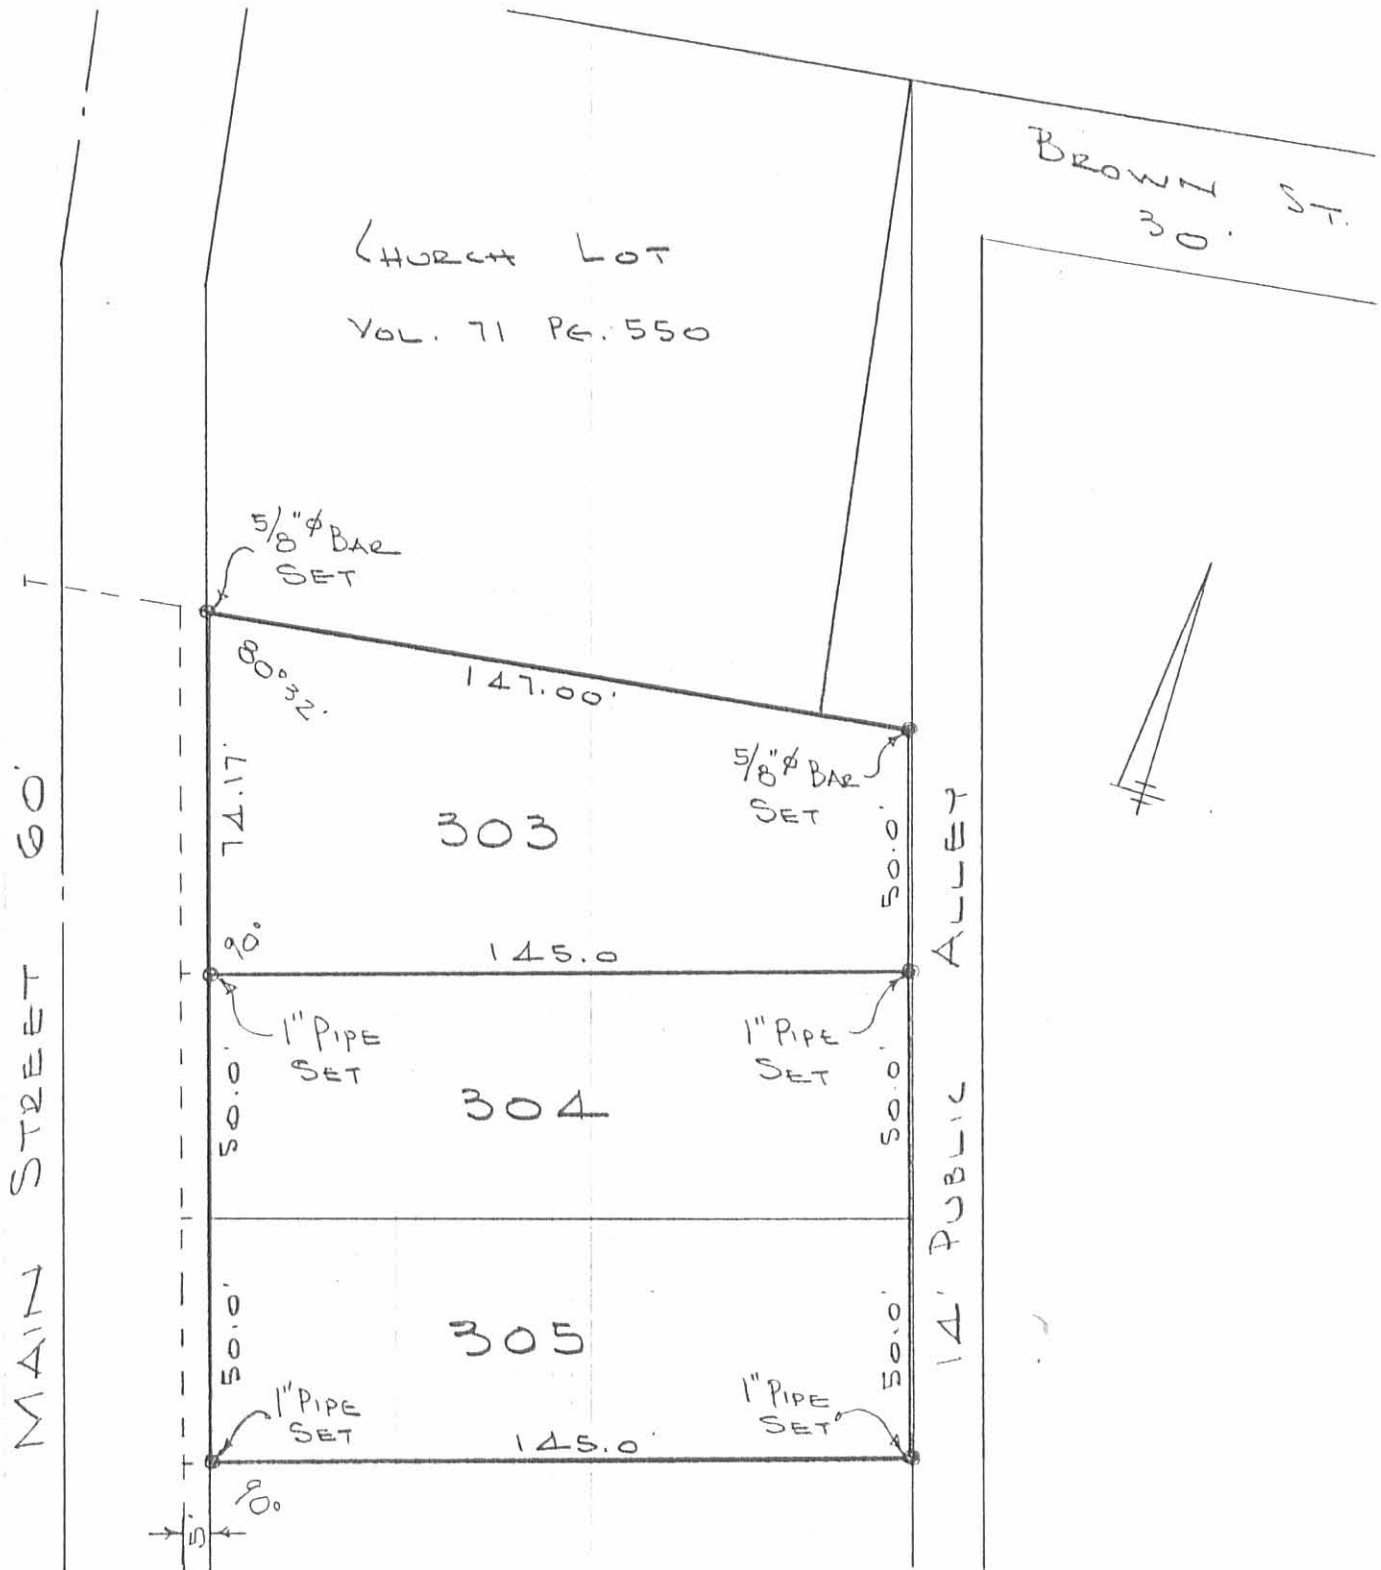 BROWN ST.
30'
CHURCH LOT
VOL. 71 PG. 550
5/8"ø BAR
SET
80°32'
147.00'
5/8"ø BAR
SET
74.17'
303
50.0'
90°
145.0
1" PIPE
SET
1" PIPE
SET
50.0'
304
50.0'
50.0'
305
50.0'
1" PIPE
SET
1" PIPE
SET
145.0'
90°
5'
MAIN STREET 60'
14' PUBLIC ALLEY